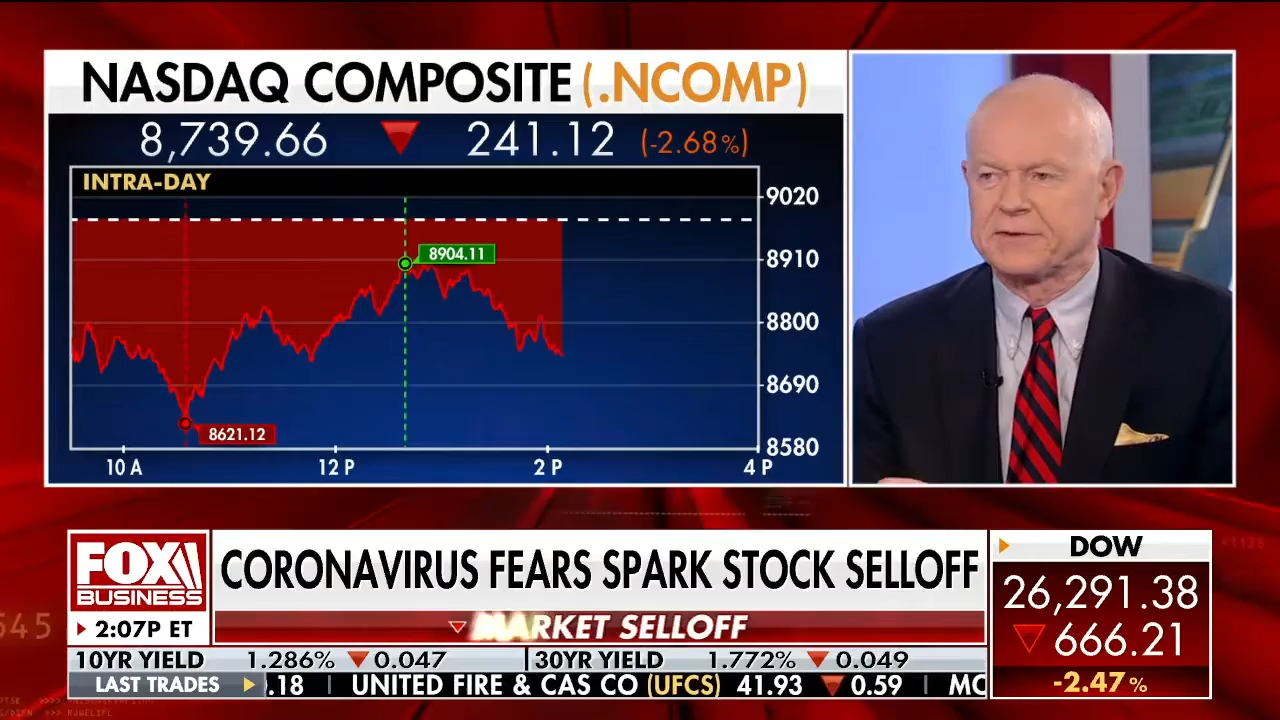 NASDAQ COMPOSITE (.NCOMP)
8,739.66 241.12 (-2.68%)
INTRA-DAY
9020
8910
8800
8690
8580
8904.11
8621.12
10 A 12 P 2 P 4 P
FOX BUSINESS
2:07P ET
CORONAVIRUS FEARS SPARK STOCK SELLOFF
MARKET SELLOFF
DOW
26,291.38
666.21
-2.47%
10YR YIELD 1.286% 0.047 30YR YIELD 1.772% 0.049
LAST TRADES .18 | UNITED FIRE & CAS CO (UFCS) 41.93 0.59 | MC
545